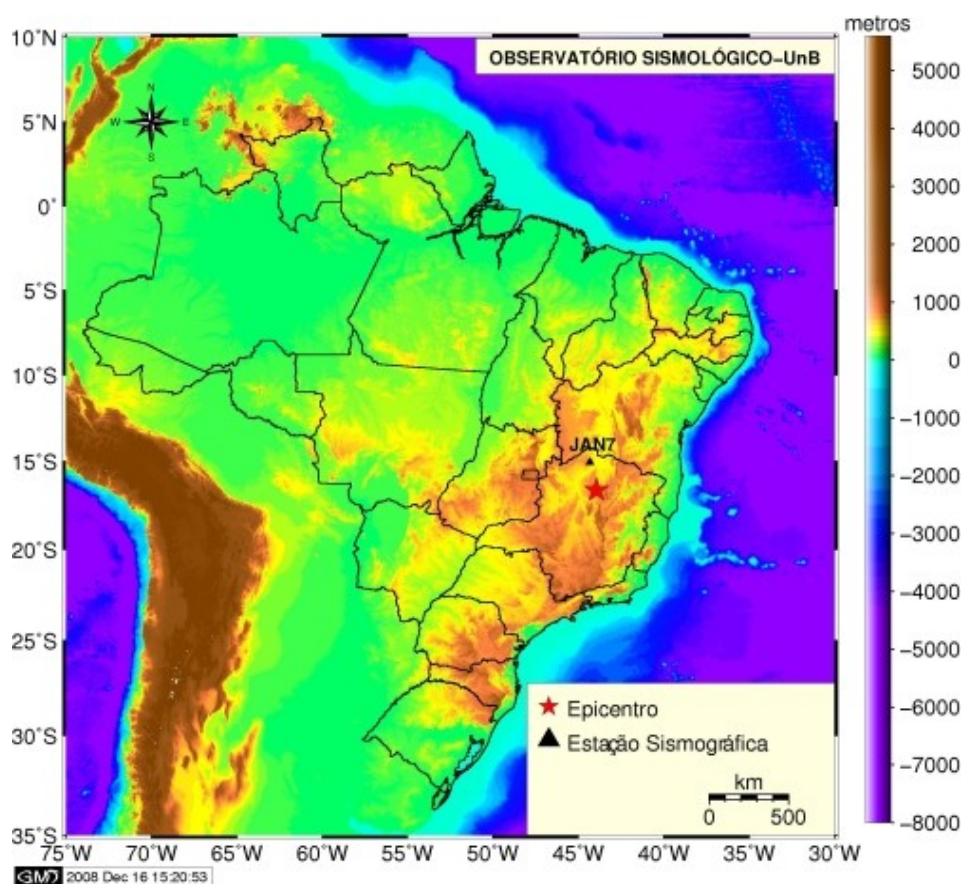 metros
OBSERVATÓRIO SISMOLÓGICO-UnB
10°N
5°N
0°
5°S
10°S
15°S
20°S
25°S
30°S
35°S
N
W E
S
JAN7
Epicentro
Estação Sismográfica
km
0 500
75°W 70°W 65°W 60°W 55°W 50°W 45°W 40°W 35°W 30°W
5000
4000
3000
2000
1000
0
-1000
-2000
-3000
-4000
-5000
-6000
-7000
-8000
GMT 2008 Dec 16 15:20:53